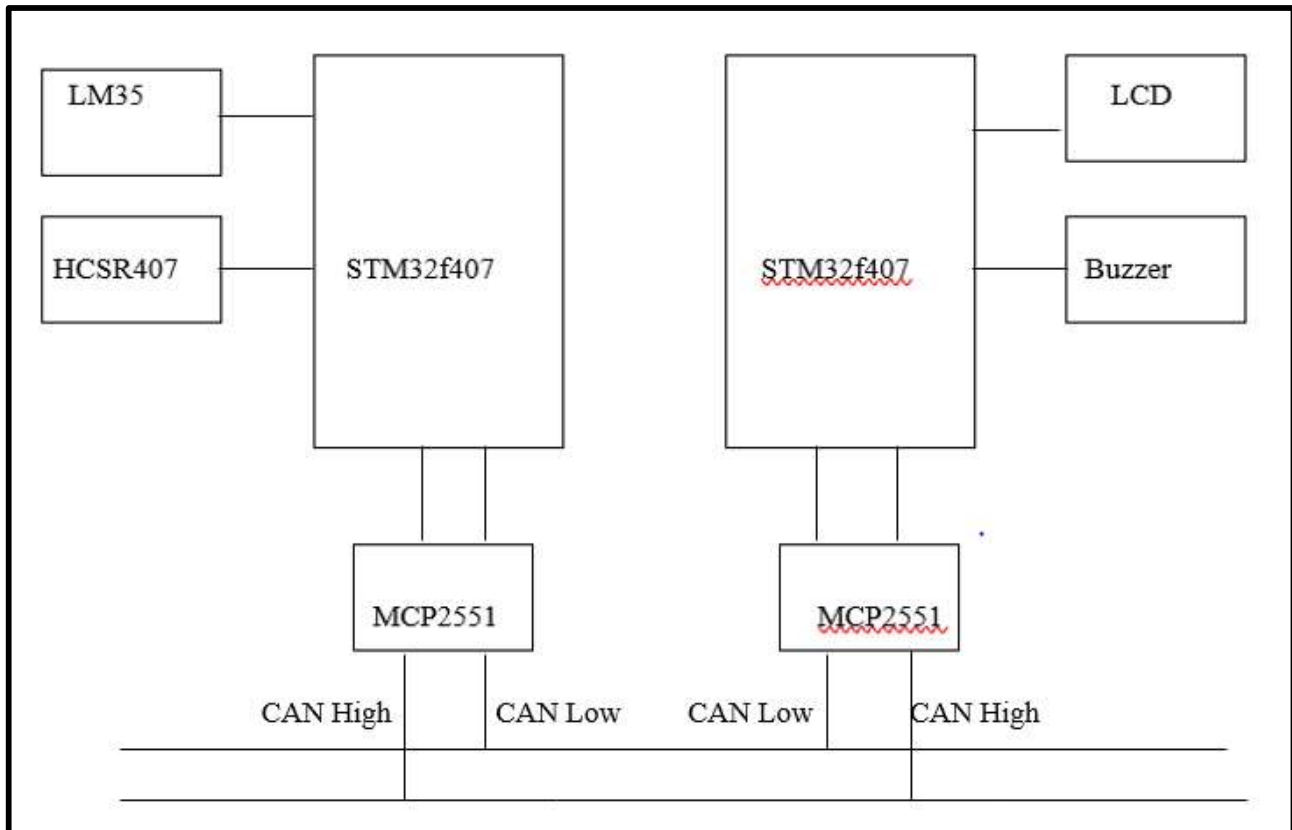 LM35
LCD
HCSR407
STM32f407
STM32f407
Buzzer
MCP2551
MCP2551
CAN High
CAN Low
CAN Low
CAN High